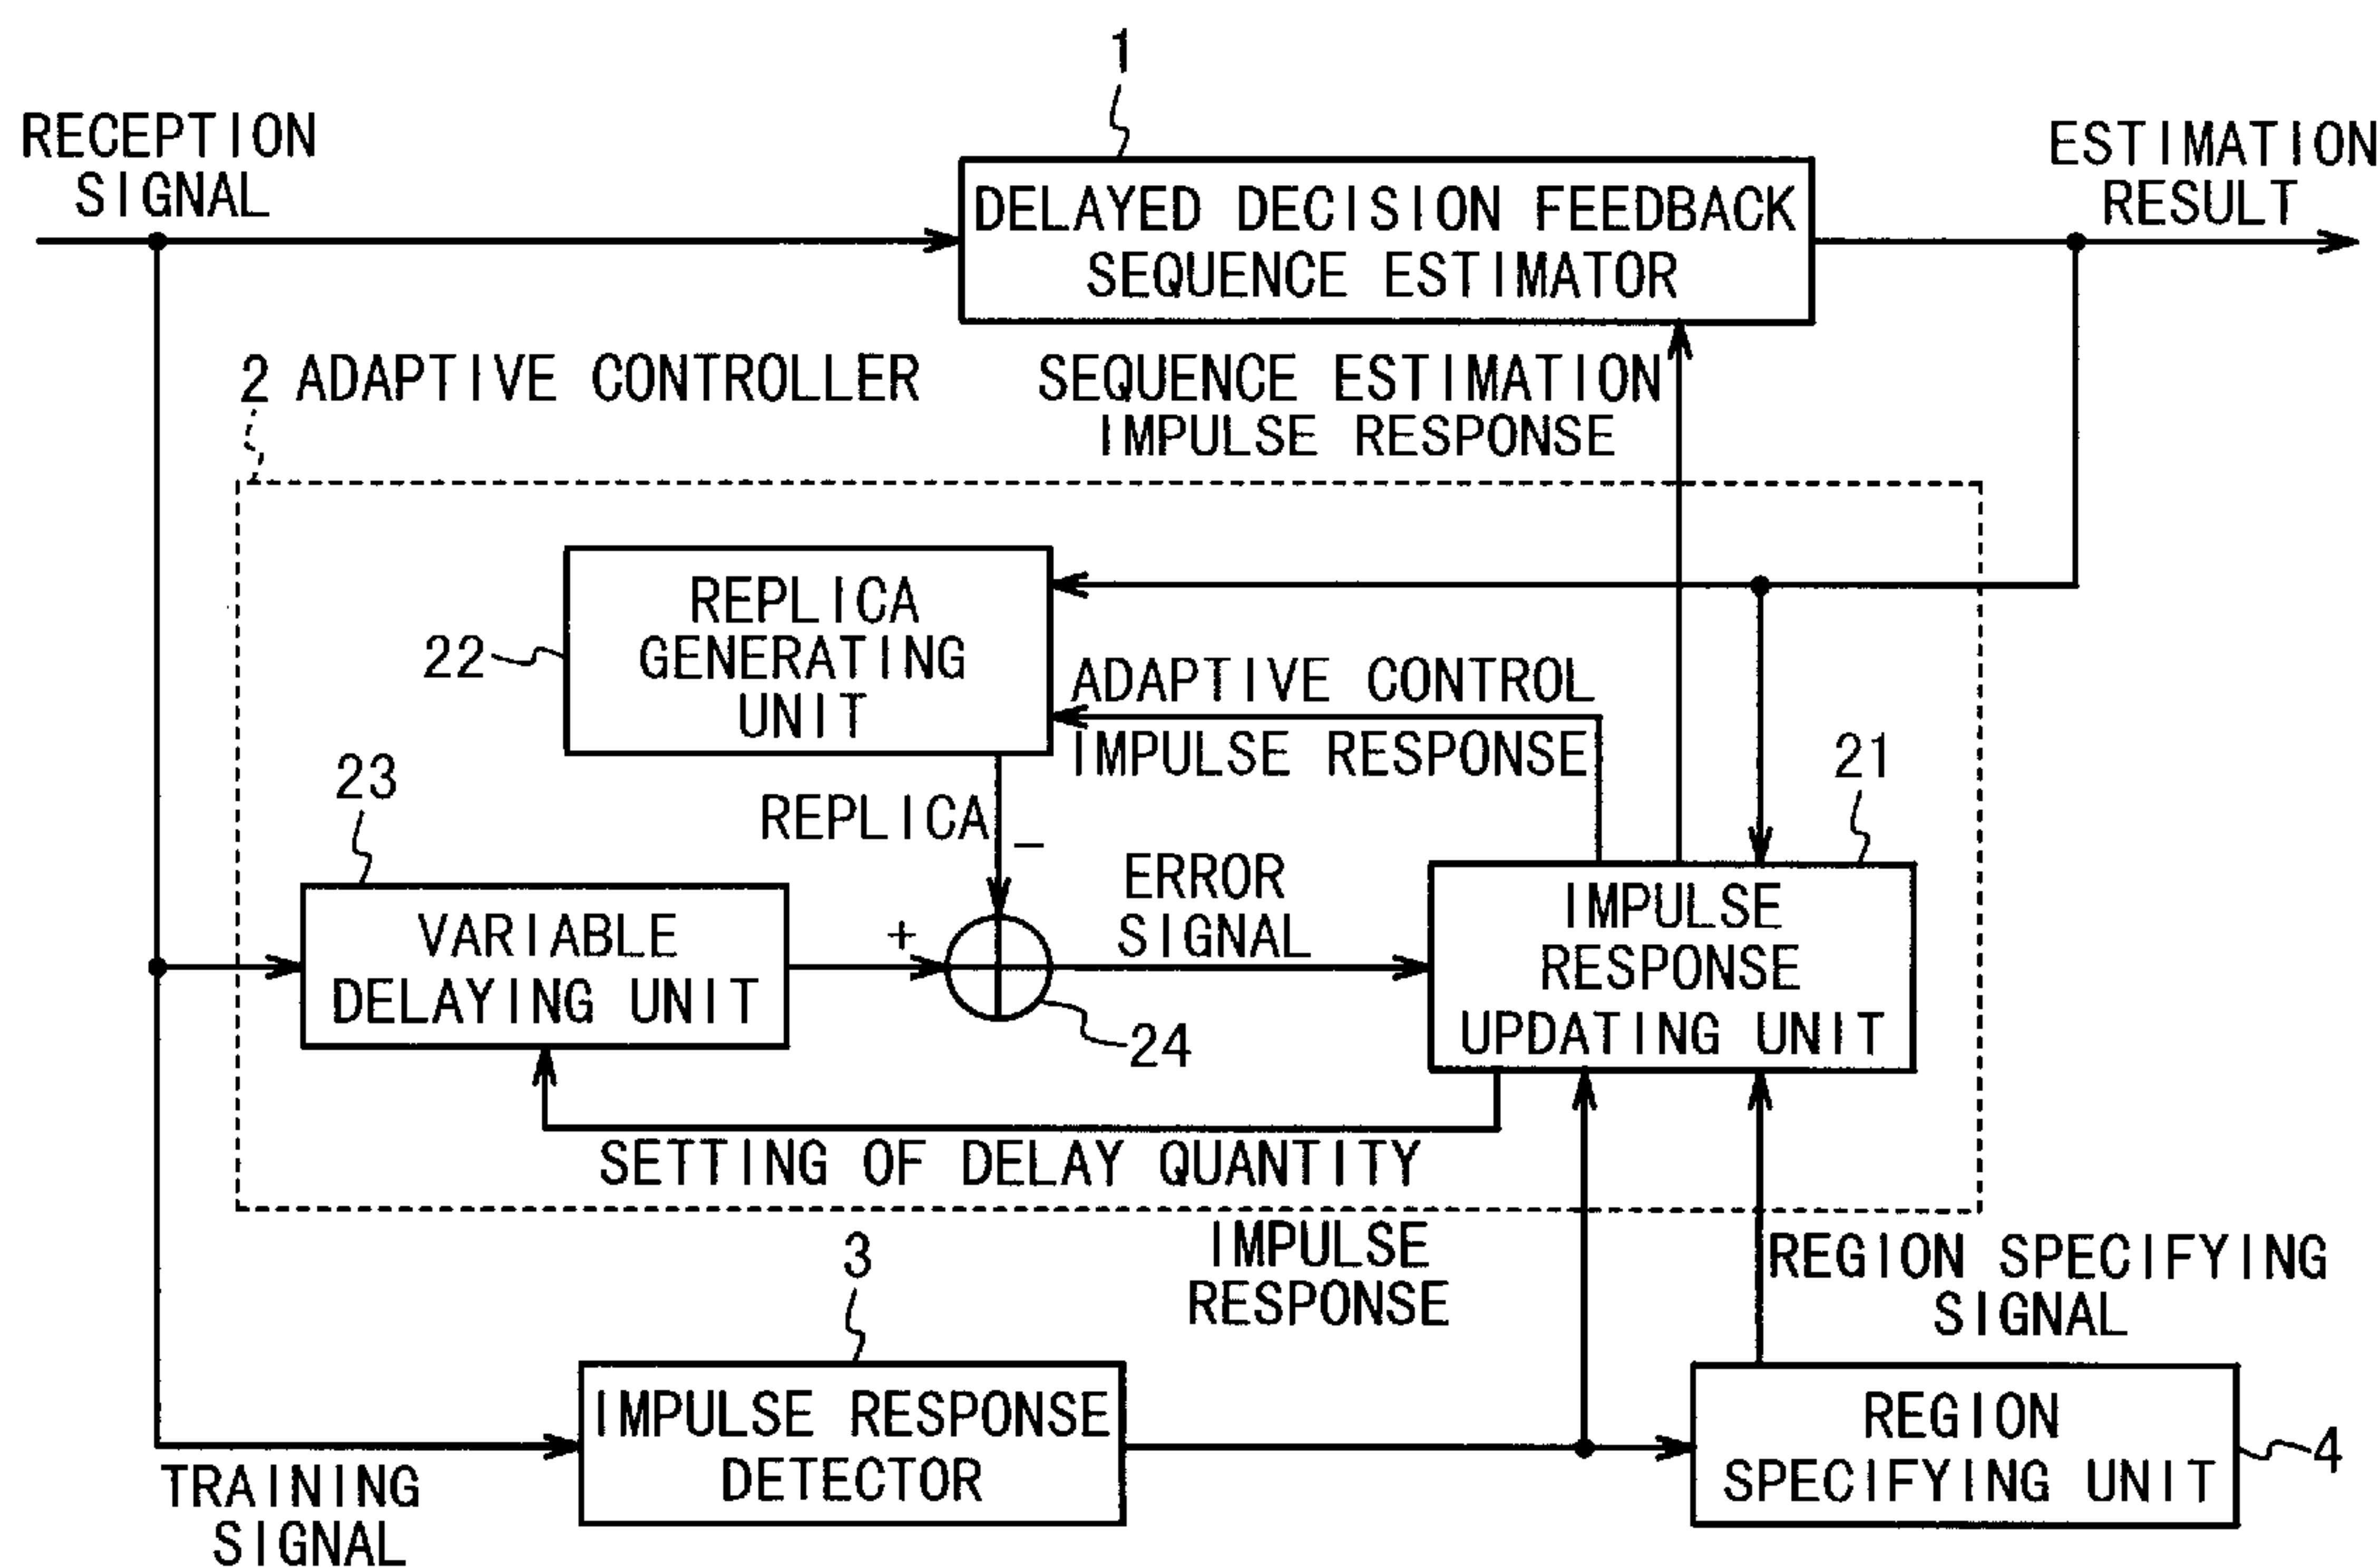 1
RECEPTION
SIGNAL
ESTIMATION
RESULT
DELAYED DECISION FEEDBACK
SEQUENCE ESTIMATOR
2 ADAPTIVE CONTROLLER
SEQUENCE ESTIMATION
IMPULSE RESPONSE
22
REPLICA
GENERATING
UNIT
ADAPTIVE CONTROL
IMPULSE RESPONSE
21
23
REPLICA
−
VARIABLE
DELAYING UNIT
+
ERROR
SIGNAL
24
IMPULSE
RESPONSE
UPDATING UNIT
SETTING OF DELAY QUANTITY
IMPULSE
RESPONSE
REGION SPECIFYING
SIGNAL
3
IMPULSE RESPONSE
DETECTOR
REGION
SPECIFYING UNIT
4
TRAINING
SIGNAL